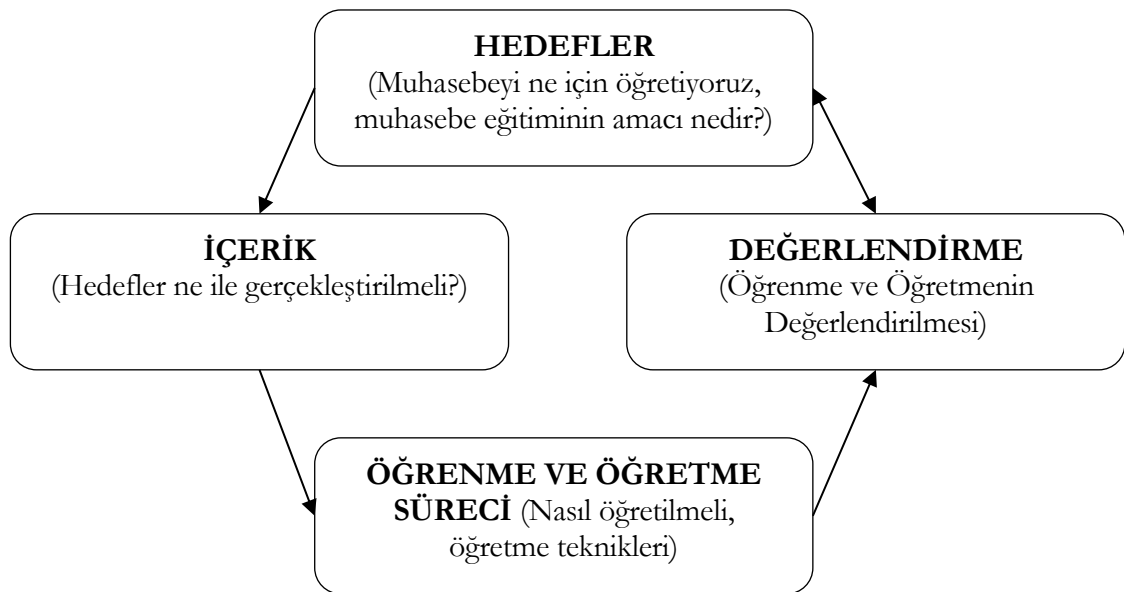 HEDEFLER
(Muhasebeyi ne için öğretiyoruz,
muhasebe eğitiminin amacı nedir?)
İÇERİK
(Hedefler ne ile gerçekleştirilmeli?)
DEĞERLENDİRME
(Öğrenme ve Öğretmenin
Değerlendirilmesi)
ÖĞRENME VE ÖĞRETME
SÜRECİ (Nasıl öğretilmeli,
öğretme teknikleri)